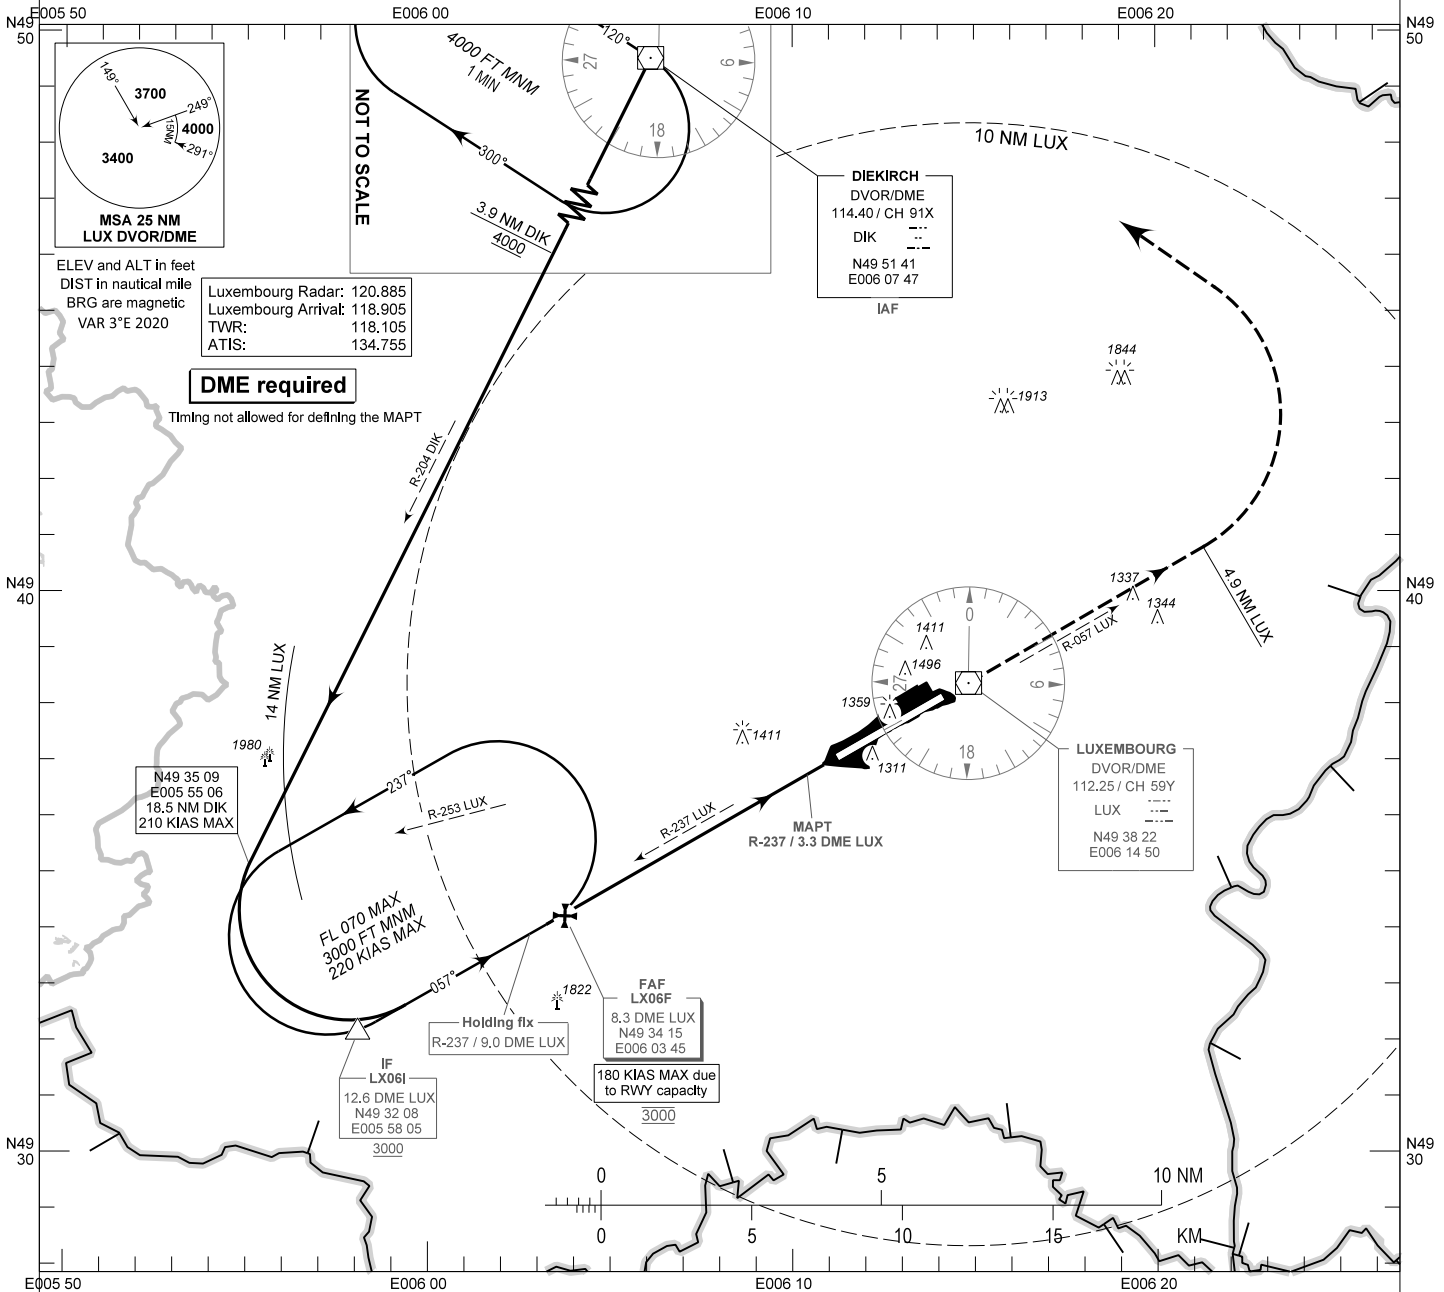 E005 50
E006 00
E006 10
E006 20
N49
50
N49
50
149°
3700
249°
15NM
4000
291°
3400
MSA 25 NM
LUX DVOR/DME
ELEV and ALT in feet
DIST in nautical mile
BRG are magnetic
VAR 3°E 2020
Luxembourg Radar: 120.885
Luxembourg Arrival: 118.905
TWR: 118.105
ATIS: 134.755
DME required
Timing not allowed for defining the MAPT
NOT TO SCALE
4000 FT MNM
1 MIN
120°
300°
27
9
18
3.9 NM DIK
4000
10 NM LUX
DIEKIRCH
DVOR/DME
114.40 / CH 91X
DIK
N49 51 41
E006 07 47
IAF
1844
1913
R-204 DIK
N49
40
N49
40
1337
1344
4.9 NM LUX
R-057 LUX
0
1411
1496
27
9
18
1359
1311
1411
14 NM LUX
1980
N49 35 09
E005 55 06
18.5 NM DIK
210 KIAS MAX
237°
R-253 LUX
R-237 LUX
MAPT
R-237 / 3.3 DME LUX
LUXEMBOURG
DVOR/DME
112.25 / CH 59Y
LUX
N49 38 22
E006 14 50
FL 070 MAX
3000 FT MNM
220 KIAS MAX
057°
1822
FAF
LX06F
8.3 DME LUX
N49 34 15
E006 03 45
180 KIAS MAX due
to RWY capacity
3000
Holding fix
R-237 / 9.0 DME LUX
IF
LX06I
12.6 DME LUX
N49 32 08
E005 58 05
3000
N49
30
N49
30
0
5
10 NM
0
5
10
15
KM
E005 50
E006 00
E006 10
E006 20